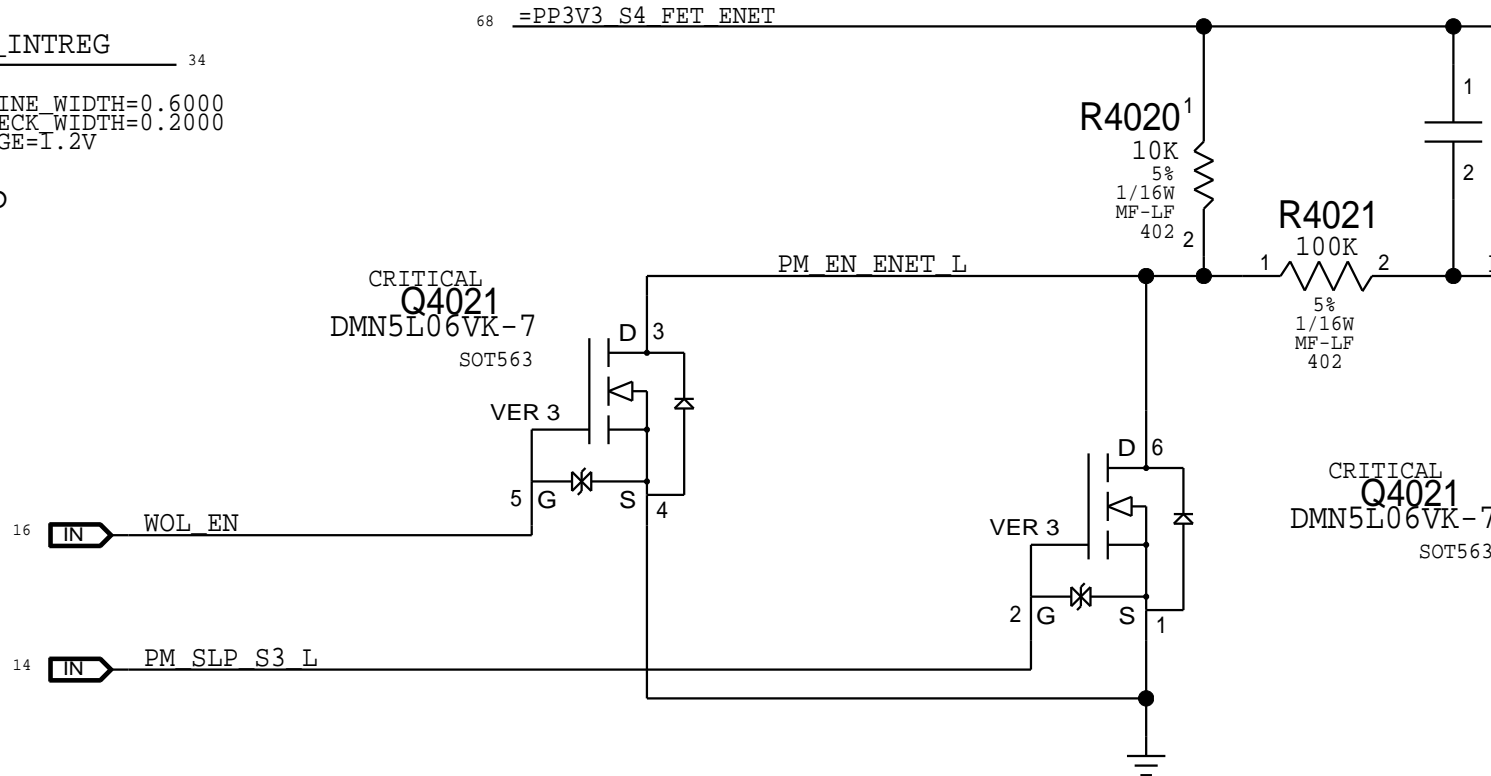 68 =PP3V3_S4_FET_ENET
_INTREG 34
INE_WIDTH=0.6000
ECK_WIDTH=0.2000
GE=1.2V
1
2
R4020 1
10K
5%
1/16W
MF-LF
402 2
R4021
1 100K 2
5%
1/16W
MF-LF
402
PM_EN_ENET_L
CRITICAL
Q4021
DMN5L06VK-7
SOT563
D 3
VER 3
5 G S 4
16 IN WOL_EN
D 6
VER 3
2 G S 1
CRITICAL
Q4021
DMN5L06VK-7
SOT563
14 IN PM_SLP_S3_L